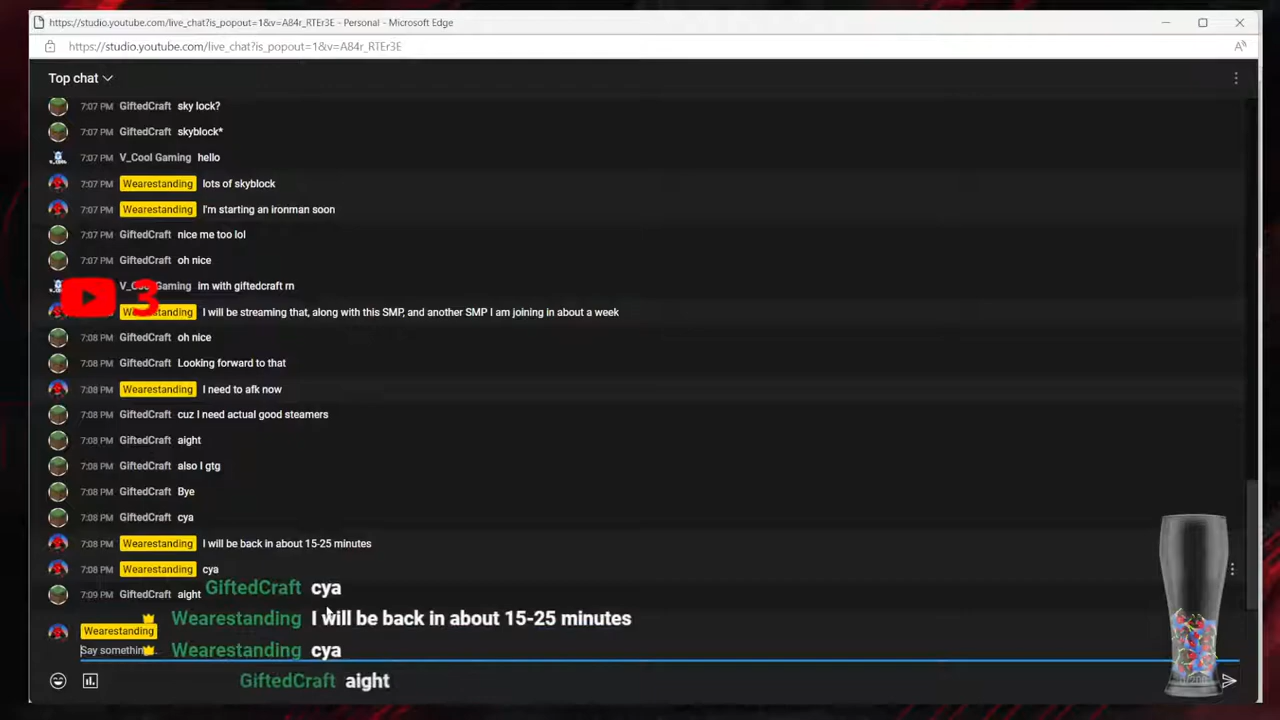 https://studio.youtube.com/live_chat?is_popout=1&v=A84r_RTEr3E - Personal - Microsoft Edge
https://studio.youtube.com/live_chat?is_popout=1&v=A84r_RTEr3E
Top chat
7:07 PM GiftedCraft sky lock?
7:07 PM GiftedCraft skyblock*
7:07 PM V_Cool Gaming hello
7:07 PM Wearestanding lots of skyblock
7:07 PM Wearestanding I'm starting an ironman soon
7:07 PM GiftedCraft nice me too lol
7:07 PM GiftedCraft oh nice
V_Cool Gaming im with giftedcraft rn
3
Wearestanding I will be streaming that, along with this SMP, and another SMP I am joining in about a week
7:08 PM GiftedCraft oh nice
7:08 PM GiftedCraft Looking forward to that
7:08 PM Wearestanding I need to afk now
7:08 PM GiftedCraft cuz I need actual good steamers
7:08 PM GiftedCraft aight
7:08 PM GiftedCraft also I gtg
7:08 PM GiftedCraft Bye
7:08 PM GiftedCraft cya
7:08 PM Wearestanding I will be back in about 15-25 minutes
7:08 PM Wearestanding cya
7:09 PM GiftedCraft aight
GiftedCraft cya
Wearestanding I will be back in about 15-25 minutes
Wearestanding
Say something...
Wearestanding cya
GiftedCraft aight